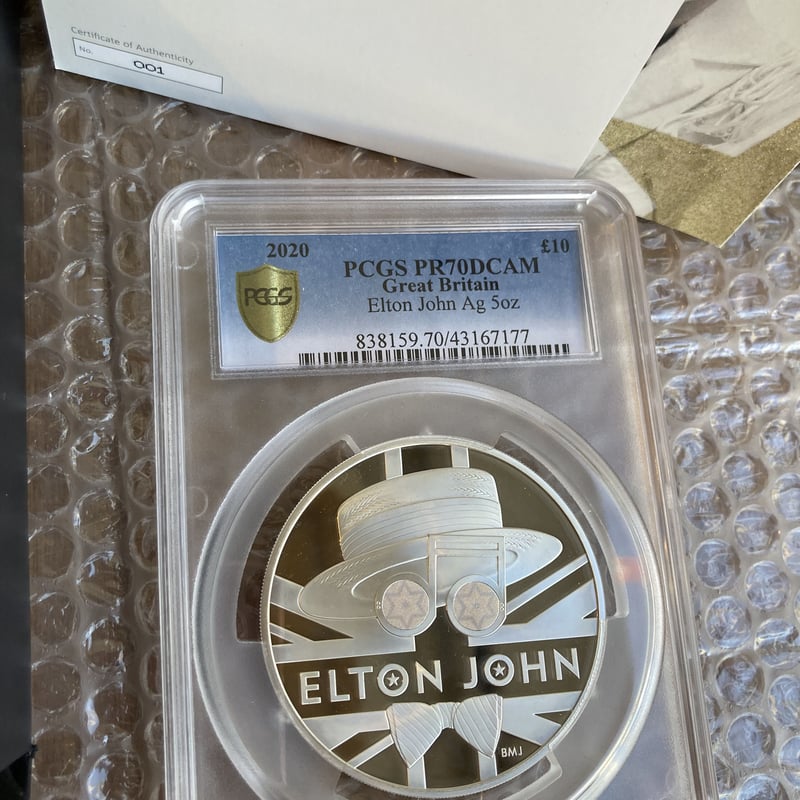 Certificate of Authenticity
No. 001
2020 £10
PCGS PR70DCAM
Great Britain
Elton John Ag 5oz
PCGS
838159.70/43167177
ELTON JOHN
BMJ